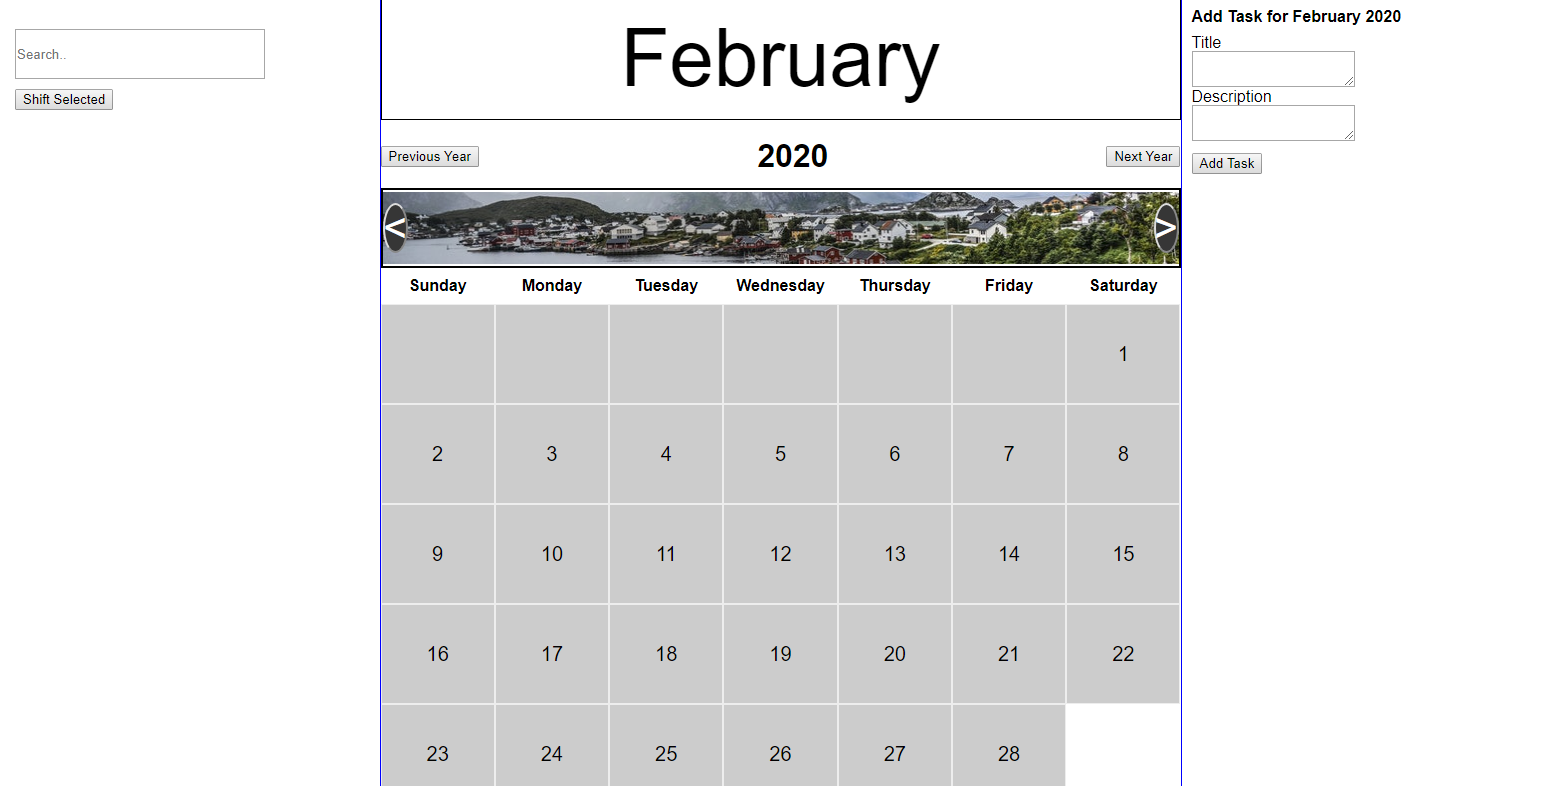 Search..
Shift Selected
February
Previous Year 2020 Next Year
< >
Sunday Monday Tuesday Wednesday Thursday Friday Saturday
1
2 3 4 5 6 7 8
9 10 11 12 13 14 15
16 17 18 19 20 21 22
23 24 25 26 27 28
Add Task for February 2020
Title
Description
Add Task